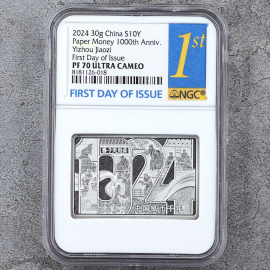 2024 30g China S10Y
Paper Money 1000th Anniv.
Yizhou Jiaozi
First Day of Issue
PF 70 ULTRA CAMEO
8181126-018
1st
FIRST DAY OF ISSUE
NGC
1024